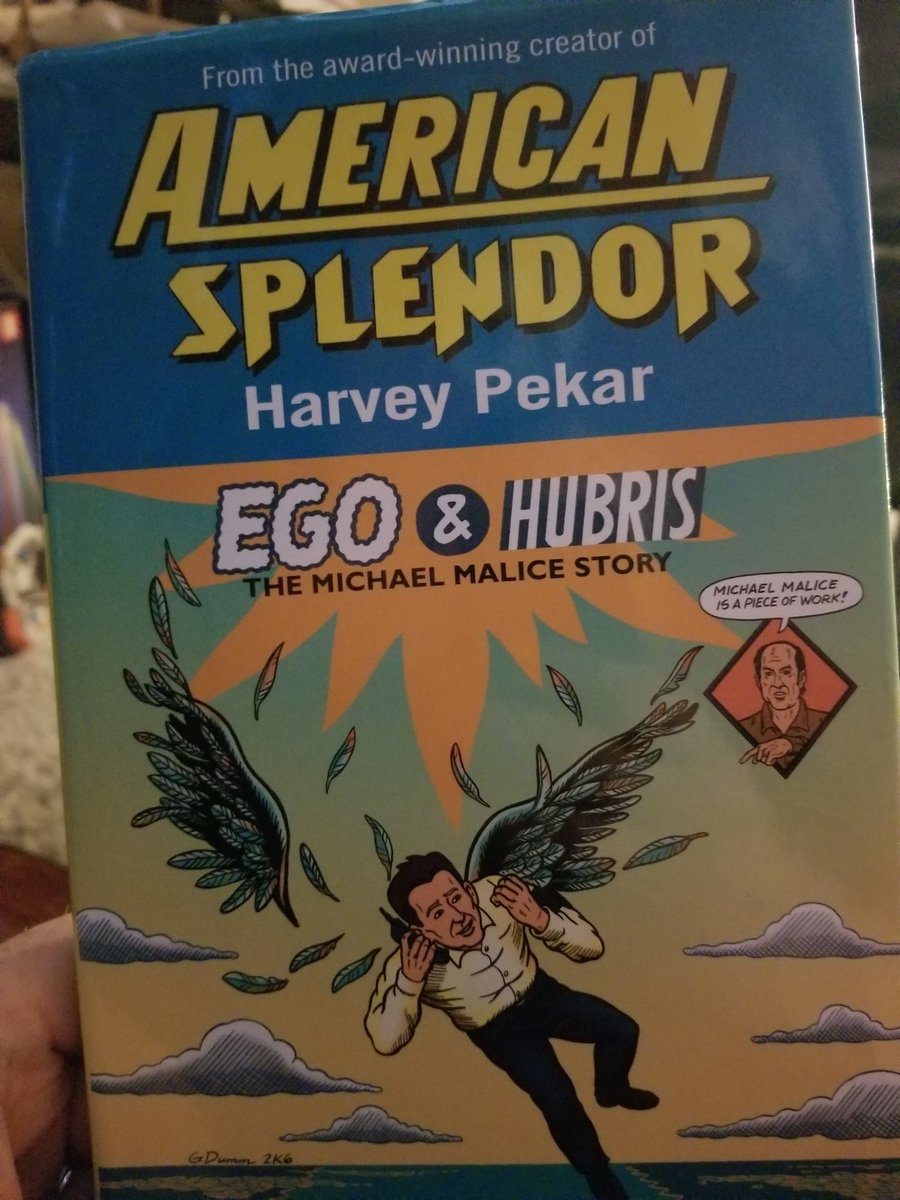 From the award-winning creator of
AMERICAN
SPLENDOR
Harvey Pekar
EGO & HUBRIS
THE MICHAEL MALICE STORY
MICHAEL MALICE
IS A PIECE OF WORK!
G.Dumm 2K6